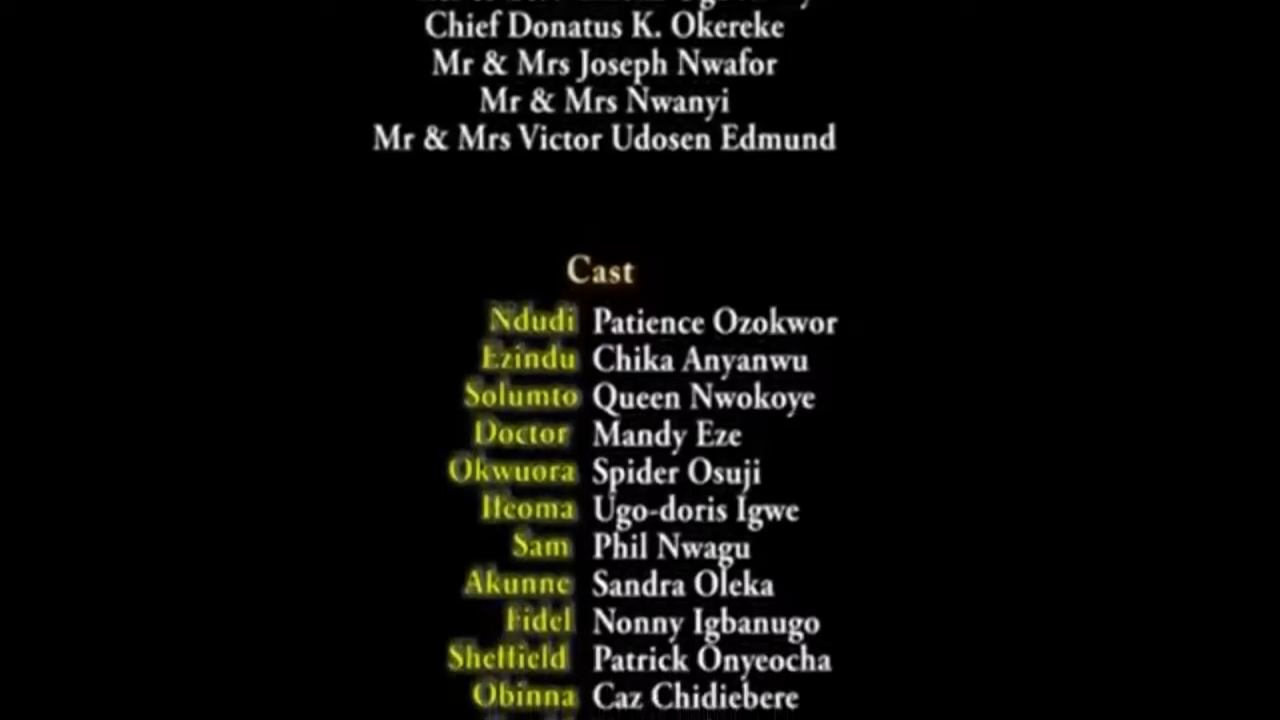 Chief Donatus K. Okereke
Mr & Mrs Joseph Nwafor
Mr & Mrs Nwanyi
Mr & Mrs Victor Udosen Edmund
Cast
Ndudi Patience Ozokwor
Ezindu Chika Anyanwu
Solumto Queen Nwokoye
Doctor Mandy Eze
Okwuora Spider Osuji
Ifeoma Ugo-doris Igwe
Sam Phil Nwagu
Akunne Sandra Oleka
Fidel Nonny Igbanugo
Sheffield Patrick Onyeocha
Obinna Caz Chidiebere